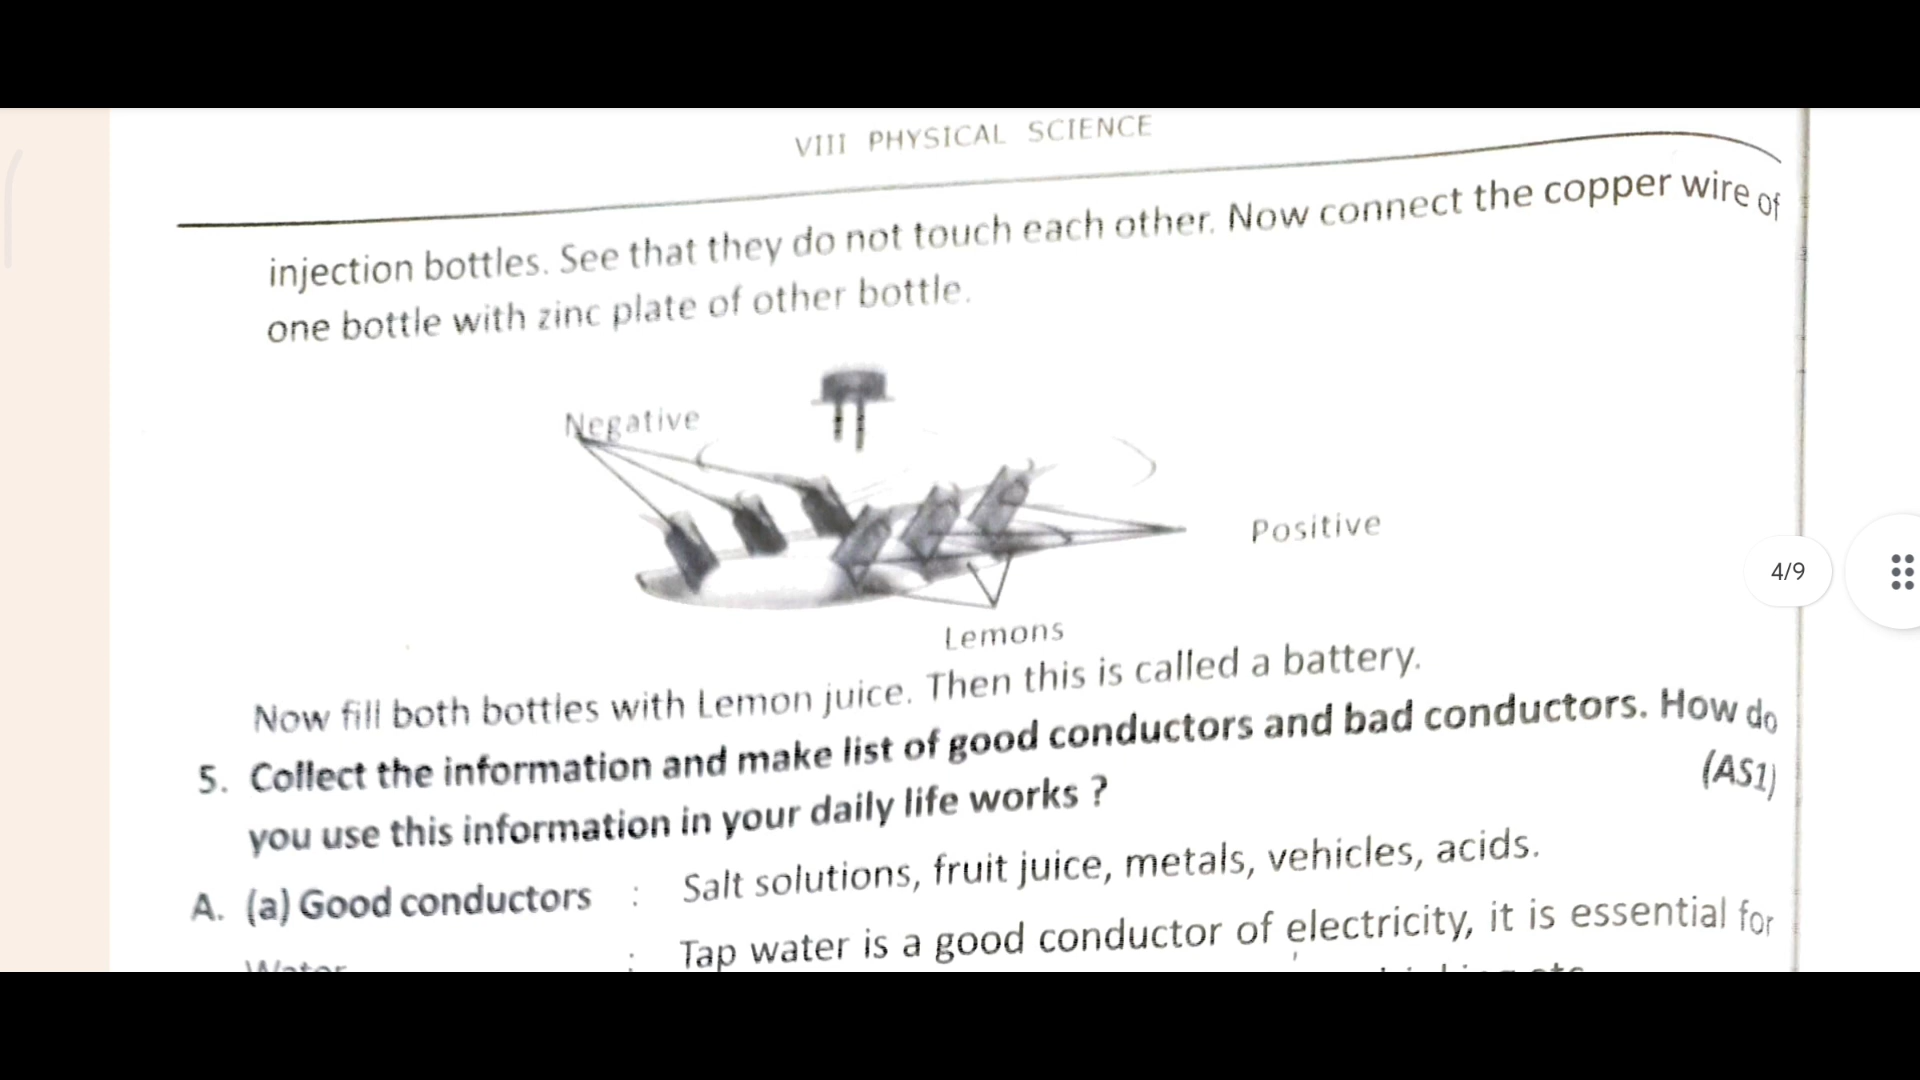 VIII PHYSICAL SCIENCE
injection bottles. See that they do not touch each other. Now connect the copper wire of
one bottle with zinc plate of other bottle.
Negative
Positive
4/9
Lemons
Now fill both bottles with Lemon juice. Then this is called a battery.
5. Collect the information and make list of good conductors and bad conductors. How do
you use this information in your daily life works ?
(AS1)
A. (a) Good conductors : Salt solutions, fruit juice, metals, vehicles, acids.
Water : Tap water is a good conductor of electricity, it is essential for
etc